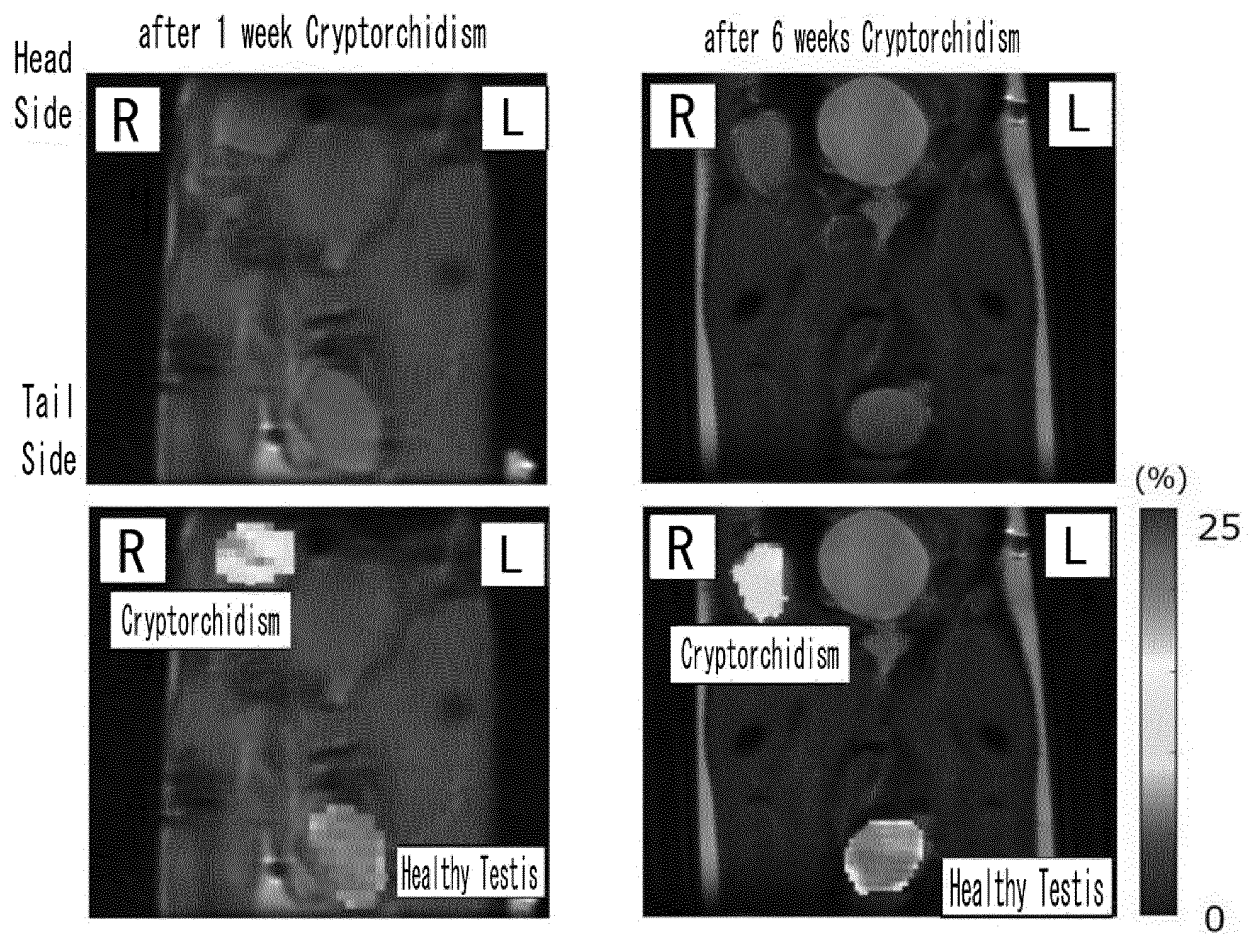 after 1 week Cryptorchidism
after 6 weeks Cryptorchidism
Head
Side
R
L
R
L
Tail
Side
(%)
25
R
L
Cryptorchidism
Healthy Testis
R
L
Cryptorchidism
Healthy Testis
0